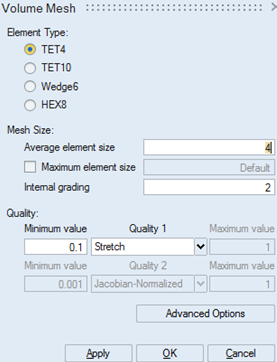 Volume Mesh
Element Type:
TET4
TET10
Wedge6
HEX8
Mesh Size:
Average element size 4
Maximum element size Default
Internal grading 2
Quality:
Minimum value Quality 1 Maximum value
0.1 Stretch 1
Minimum value Quality 2 Maximum value
0.001 Jacobian-Normalized 1
Advanced Options
Apply OK Cancel